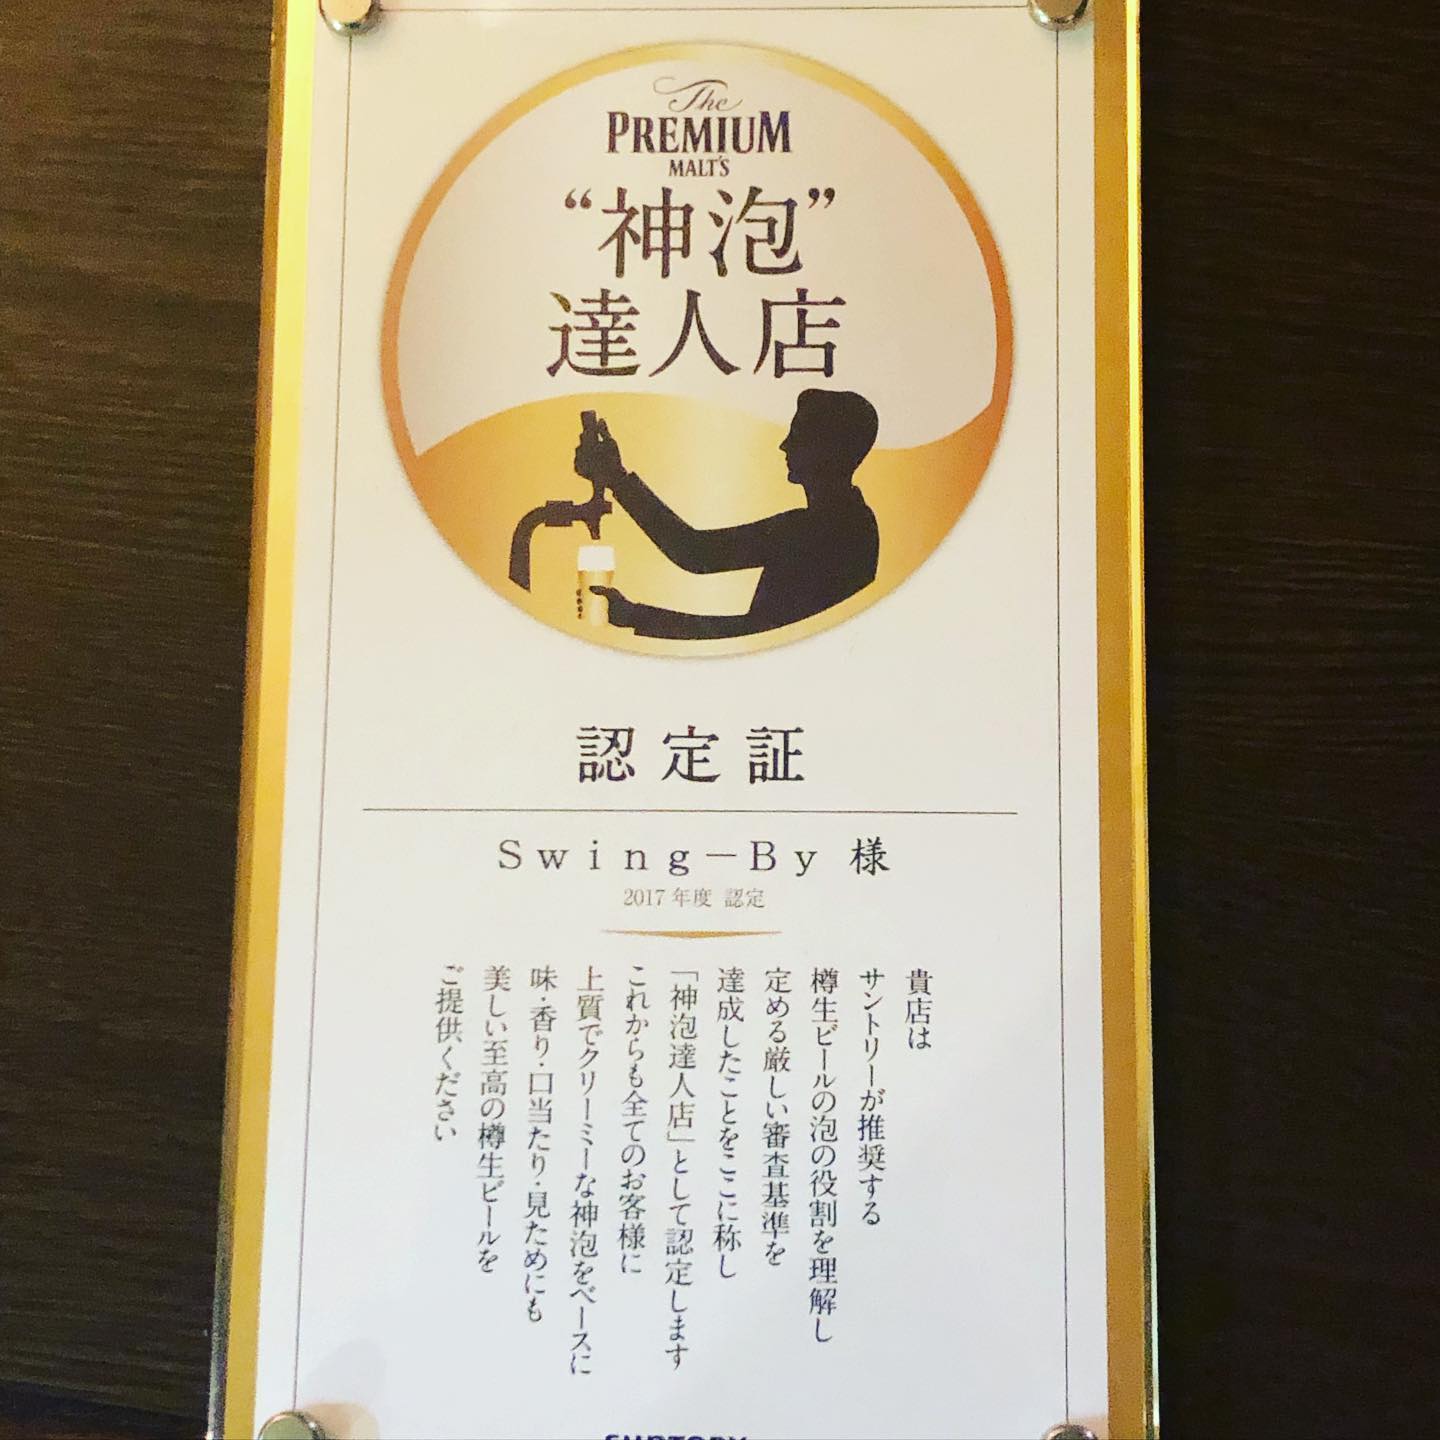 The
PREMIUM
MALT'S
“神泡”
達人店
認定証
Swing−By 様
2017年度 認定
貴店は
サントリーが推奨する
樽生ビールの泡の役割を理解し
定める厳しい審査基準を
達成したことをここに称し
「神泡達人店」として認定します
これからも全てのお客様に
上質でクリーミーな神泡をベースに
味・香り・口当たり・見ためにも
美しい至高の樽生ビールを
ご提供ください
SUNTORY